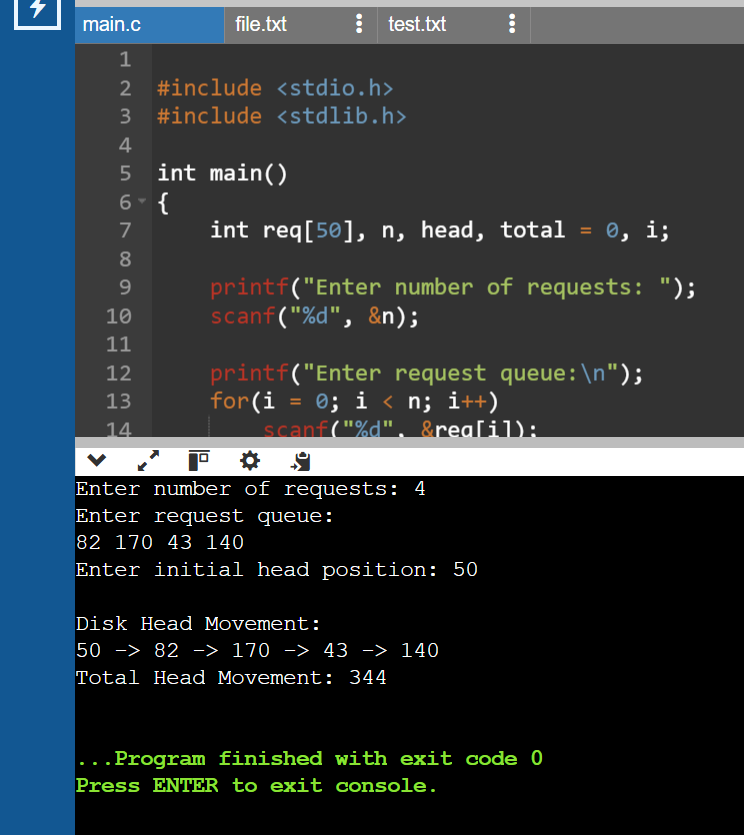 main.c file.txt test.txt
1
2 #include <stdio.h>
3 #include <stdlib.h>
4
5 int main()
6 {
7 int req[50], n, head, total = 0, i;
8
9 printf("Enter number of requests: ");
10 scanf("%d", &n);
11
12 printf("Enter request queue:\n");
13 for(i = 0; i < n; i++)
14 scanf("%d", &req[i]);
Enter number of requests: 4
Enter request queue:
82 170 43 140
Enter initial head position: 50
Disk Head Movement:
50 -> 82 -> 170 -> 43 -> 140
Total Head Movement: 344
...Program finished with exit code 0
Press ENTER to exit console.